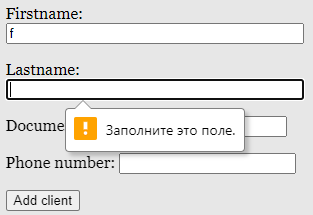 Firstname:
f
Lastname:
Заполните это поле.
Docume
Phone number:
Add client